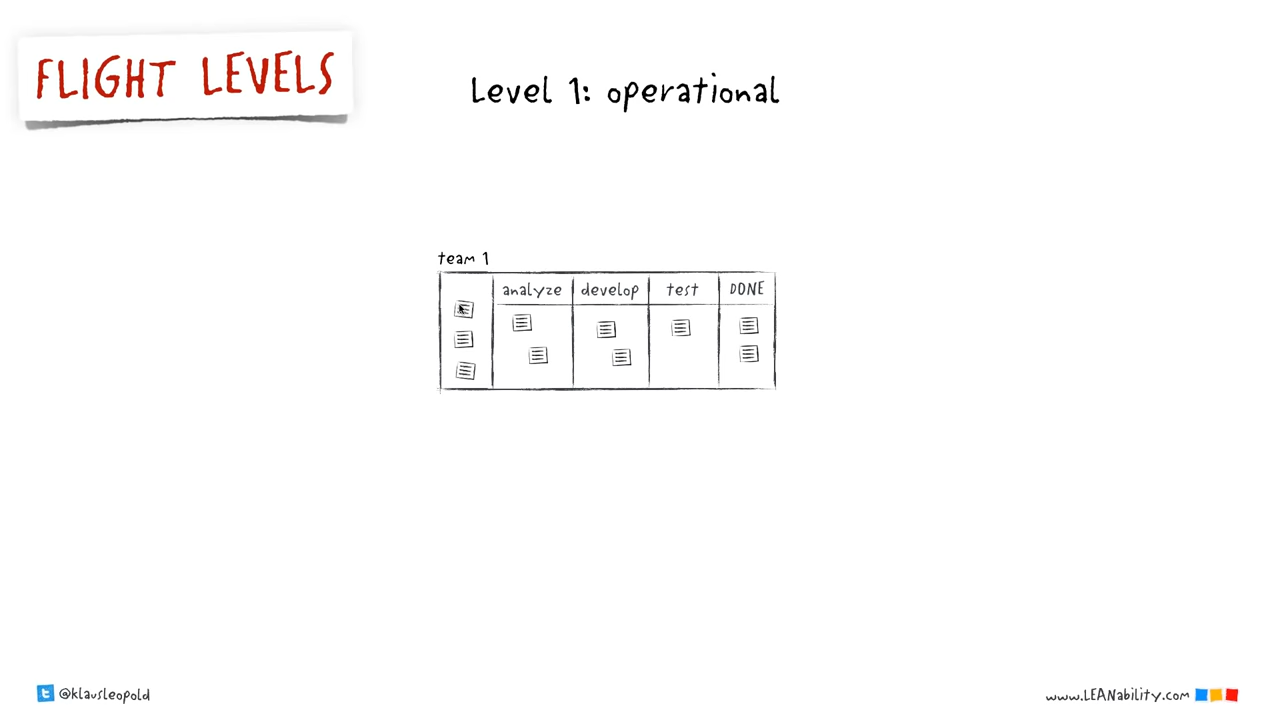 FLIGHT LEVELS
Level 1: operational
team 1
analyze develop test DONE
@klausleopold
www.LEANability.com